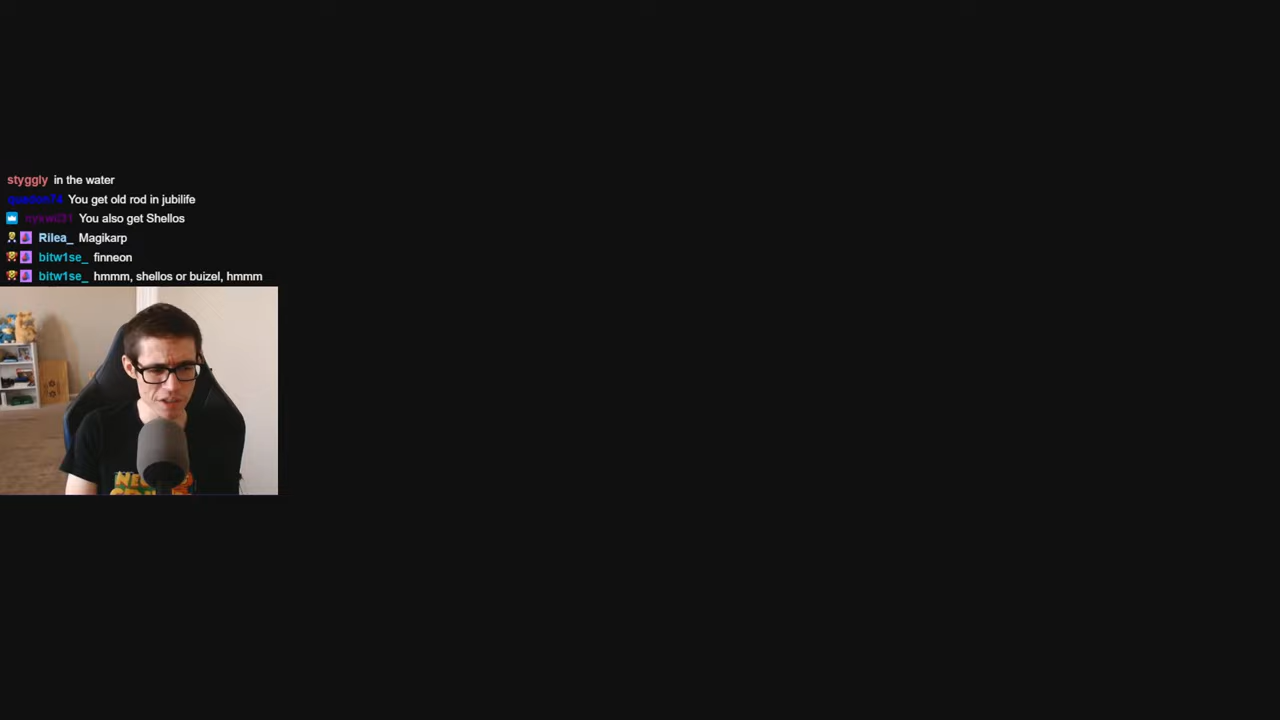 styggly in the water
You get old rod in jubilife
You also get Shellos
Rilea_ Magikarp
bitw1se_ finneon
bitw1se_ hmmm, shellos or buizel, hmmm